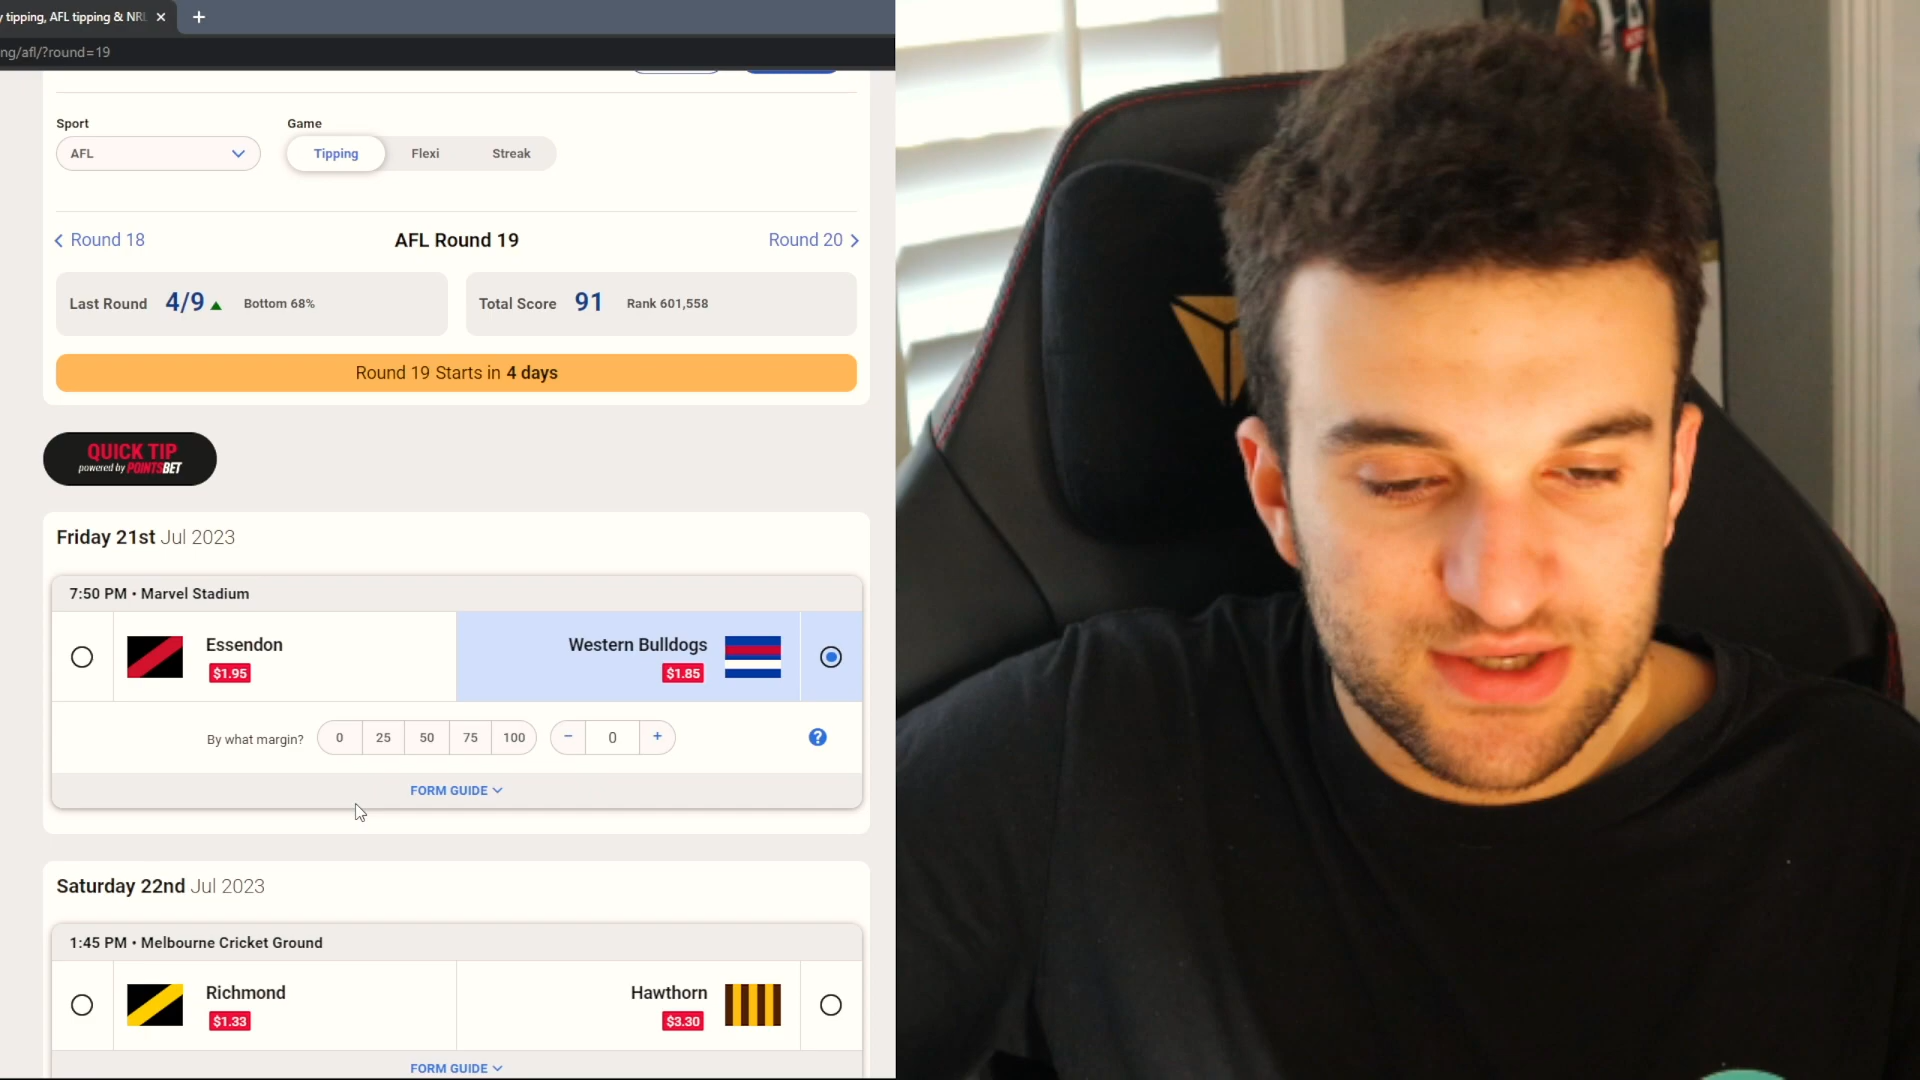 y tipping, AFL tipping & NRL
ng/afl/?round=19
Sport
Game
AFL
Tipping
Flexi
Streak
Round 18
AFL Round 19
Round 20
Last Round 4/9 Bottom 68%
Total Score 91 Rank 601,558
Round 19 Starts in 4 days
QUICK TIP
powered by POINTSBET
Friday 21st Jul 2023
7:50 PM • Marvel Stadium
Essendon
$1.95
Western Bulldogs
$1.85
By what margin? 0 25 50 75 100 − 0 + ?
FORM GUIDE
Saturday 22nd Jul 2023
1:45 PM • Melbourne Cricket Ground
Richmond
$1.33
Hawthorn
$3.30
FORM GUIDE